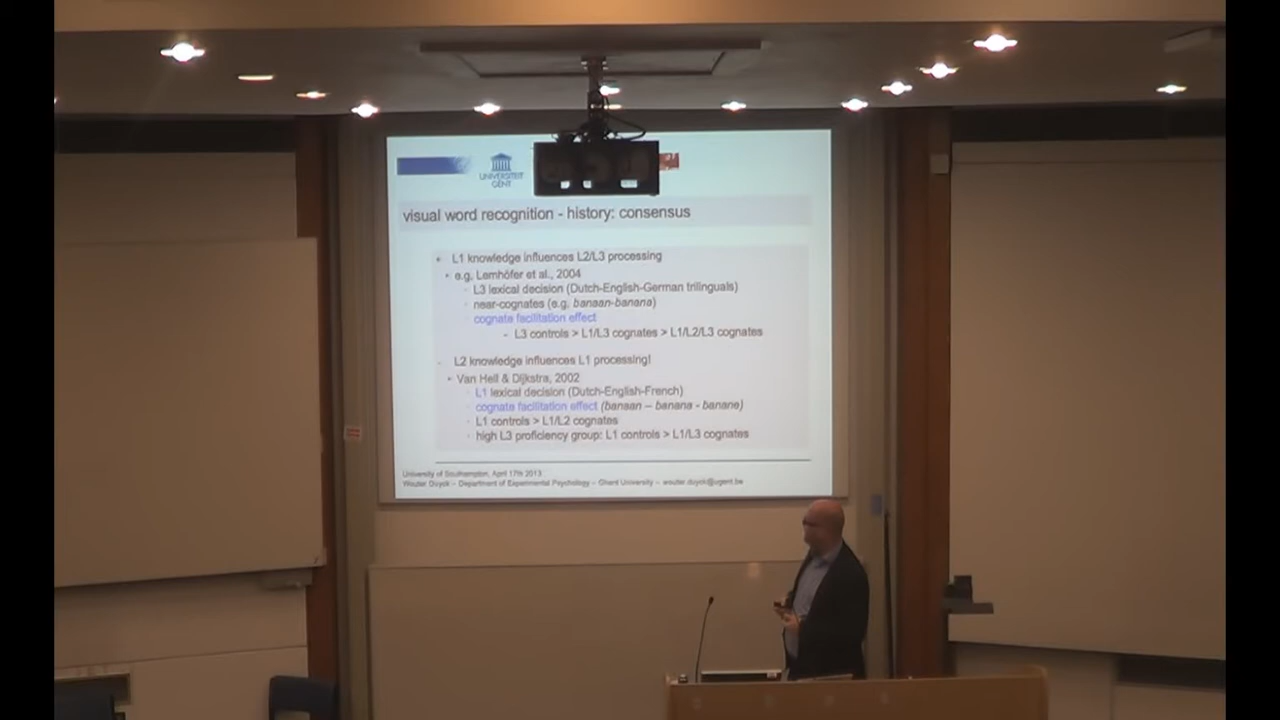 UNIVERSITEIT
GENT
visual word recognition - history: consensus
• L1 knowledge influences L2/L3 processing
• e.g. Lemhöfer et al., 2004
- L3 lexical decision (Dutch-English-German trilinguals)
- near-cognates (e.g. banaan-banana)
cognate facilitation effect
- L3 controls > L1/L3 cognates > L1/L2/L3 cognates
- L2 knowledge influences L1 processing!
• Van Hell & Dijkstra, 2002
- L1 lexical decision (Dutch-English-French)
- cognate facilitation effect (banaan – banana - banane)
- L1 controls > L1/L2 cognates
- high L3 proficiency group: L1 controls > L1/L3 cognates
University of Southampton, April 17th 2013
Wouter Duyck – Department of Experimental Psychology – Ghent University – wouter.duyck@ugent.be